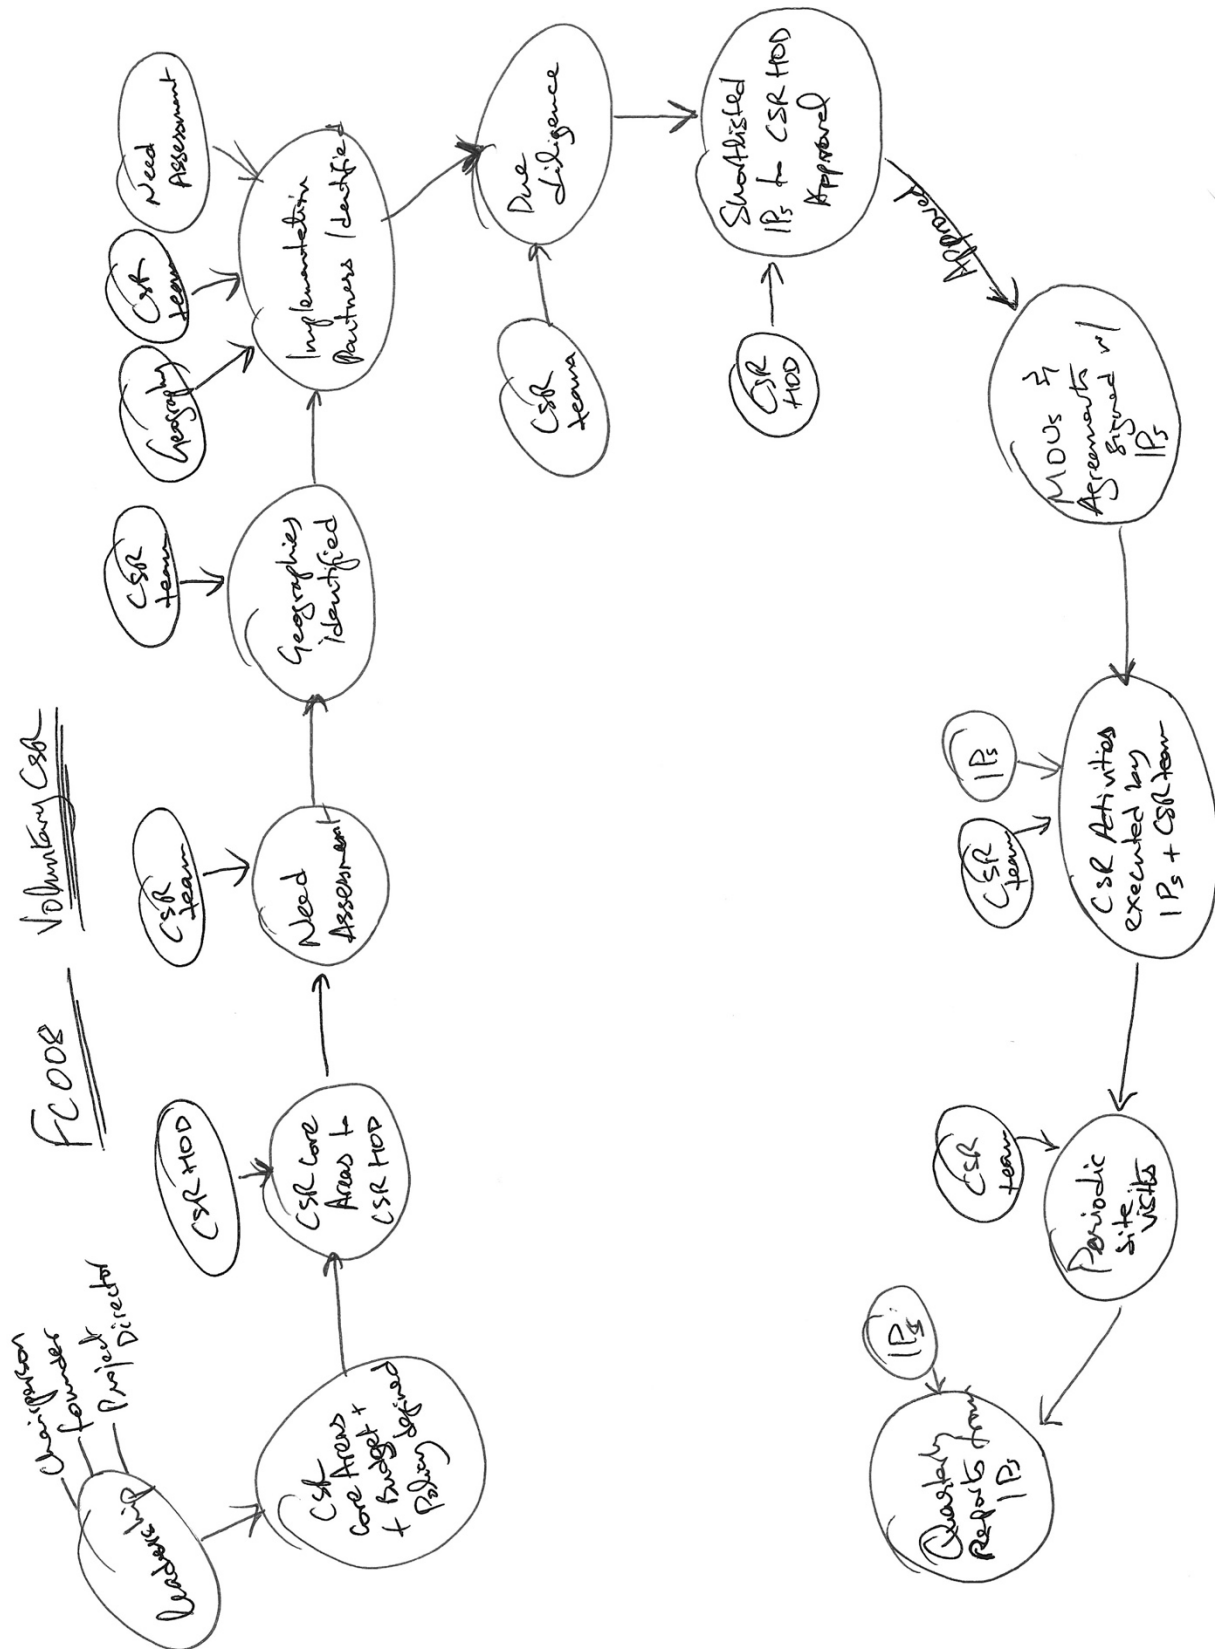 FC008 Voluntary CSR
Chairperson
founder
Project
Director
Leadership
CSR
Core Areas
+ Budget +
Policy defined
CSR HOD
CSR Core
Areas to
CSR HOD
CSR
team
Need
Assessment
CSR
team
Geographies
identified
Geography
CSR
team
Need
Assessment
Implementation
Partners Identified
CSR
team
Due
diligence
CSR
HOD
Shortlisted
IPs to CSR HOD
Approval
Approved
MOUs &
Agreements
signed w/
IPs
CSR
team
IPs
CSR Activities
executed by
IPs + CSR team
CSR
team
Periodic
site
visits
IPs
Quarterly
Reports from
IPs